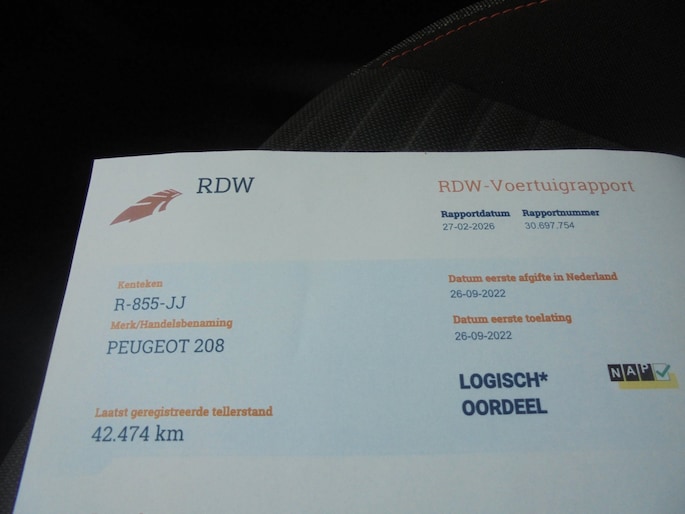 RDW
RDW-Voertuigrapport
Rapportdatum Rapportnummer
27-02-2026 30.697.754
Kenteken
R-855-JJ
Merk/Handelsbenaming
PEUGEOT 208
Laatst geregistreerde tellerstand
42.474 km
Datum eerste afgifte in Nederland
26-09-2022
Datum eerste toelating
26-09-2022
LOGISCH*
OORDEEL
NAP